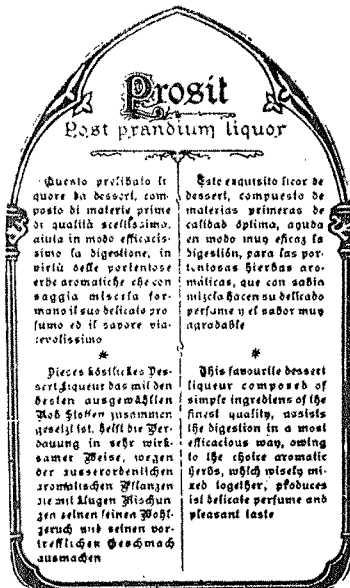 Prosit
Post prandium liquor
Questo prelibato li
quore da dessert, com-
posto di materie prime
di qualità sceltissima,
aiuta in modo efficacis-
simo la digestione, in
virtù delle portentose
erbe aromatiche che con
saggia miscela for-
mano il suo delicato pro
fumo ed il sapore pia-
cevolissimo
*
Dieces köstliches Des-
sert Liqueur das mit den
besten ausgewählten
Roh Stoffen zusammen
gesetzt ist, helft die Ver-
dauung in sehr wirk-
samer Weise, wegen
der ausserordenlichen
aromatischen Pflanzen
die mit klugen Mischun
gen seinen feinen Wohl-
geruch und seinen vor-
trefflichen Geschmach
ausmachen
Este exquisito licor de
dessert, compuesto de
materias primeras de
calidad óptima, ayuda
en modo muy eficaz la
digestión, para las por-
tentosas hierbas aro-
máticas, que con sabia
mizcla hacen su delicado
perfume y el sabor muy
agradable
*
This favourite dessert
liqueur composed of
simple ingrediens of the
finest quality, assists
the digestion in a most
efficacious way, owing
to the choice aromatic
herbs, which wisely mi-
xed together, produces
ist delicate perfume and
pleasant taste